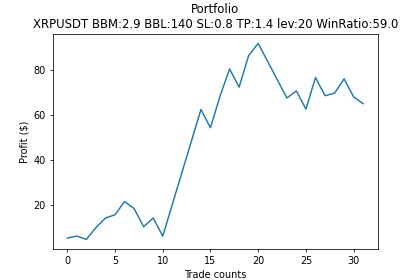 Portfolio
XRPUSDT BBM:2.9 BBL:140 SL:0.8 TP:1.4 lev:20 WinRatio:59.0
Profit ($)
80
60
40
20
0 5 10 15 20 25 30
Trade counts